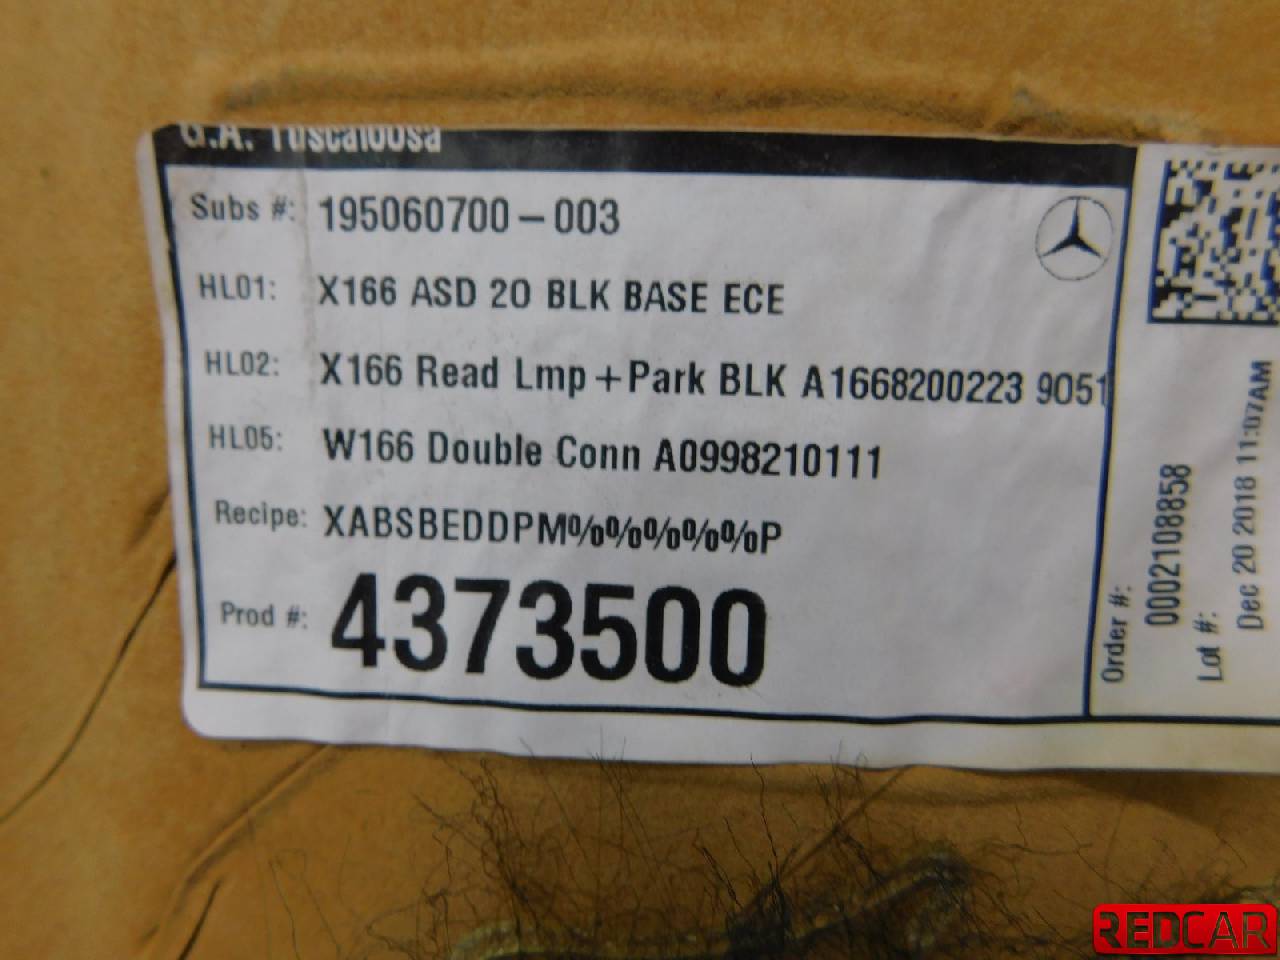 G.A. Tuscaloosa
Subs #: 195060700-003
HL01: X166 ASD 20 BLK BASE ECE
HL02: X166 Read Lmp+Park BLK A1668200223 9051
HL05: W166 Double Conn A0998210111
Recipe: XABSBEDDPM%%%%%P
Prod #: 4373500
Order #: 0002108858
Lot #: Dec 20 2018 11:07AM
REDCAR